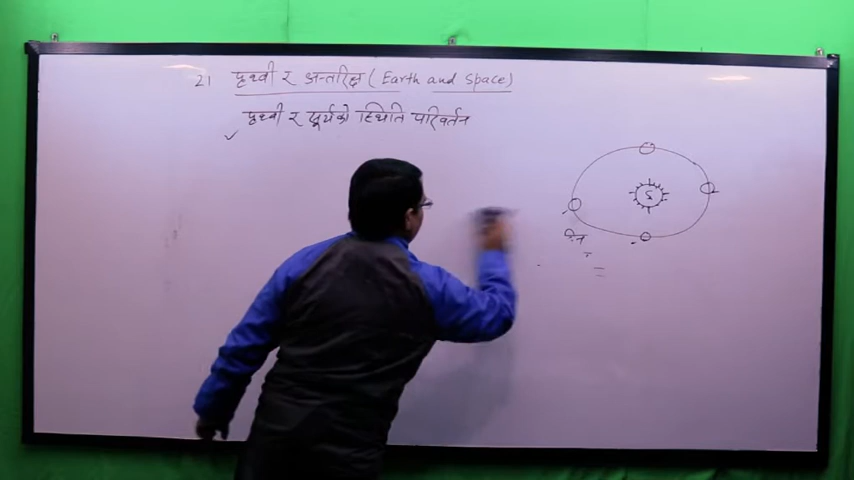 21 पृथ्वी र अन्तरिक्ष (Earth and Space)
पृथ्वी र सूर्यको स्थिति परिवर्तन